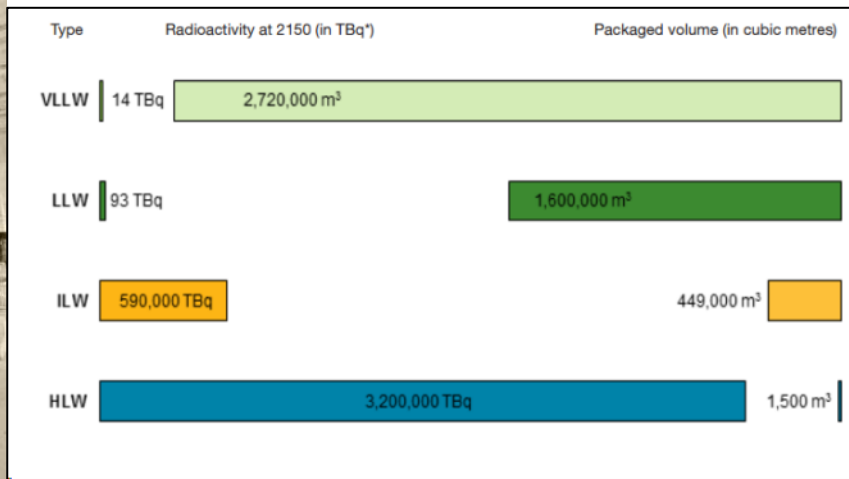 Type Radioactivity at 2150 (in TBq*) Packaged volume (in cubic metres)
VLLW 14 TBq 2,720,000 m³
LLW 93 TBq 1,600,000 m³
ILW 590,000 TBq 449,000 m³
HLW 3,200,000 TBq 1,500 m³